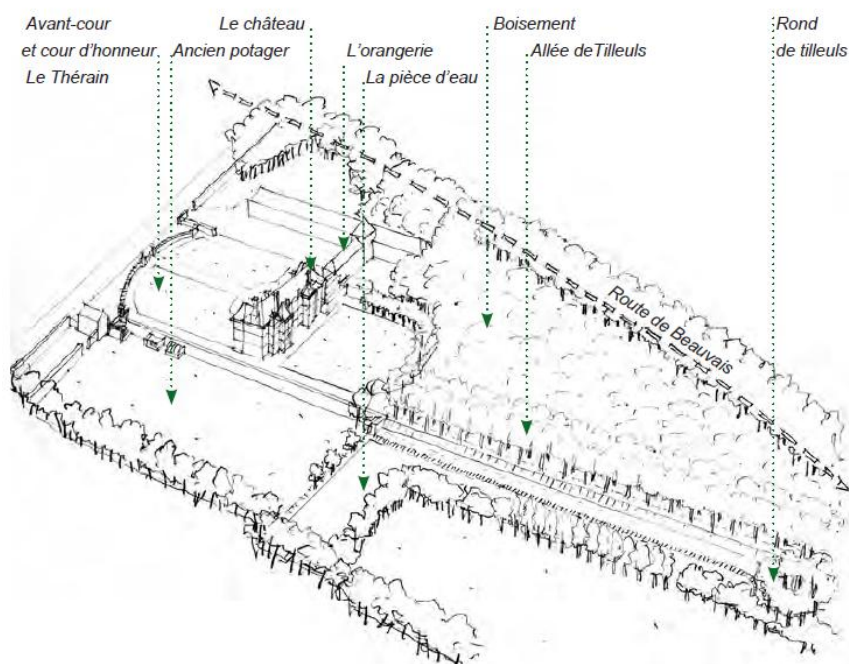 Avant-cour
et cour d'honneur
Le Thérain
Ancien potager
Le château
L'orangerie
La pièce d'eau
Boisement
Allée deTilleuls
Rond
de tilleuls
Route de Beauvais